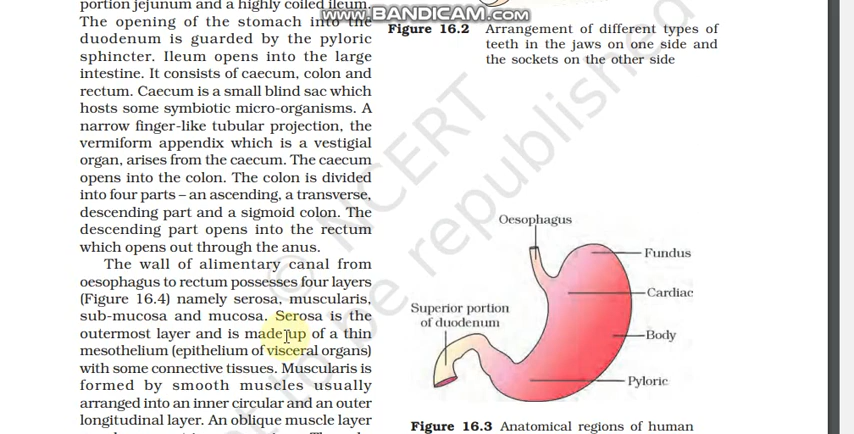 portion jejunum and a highly coiled ileum.
The opening of the stomach into the
duodenum is guarded by the pyloric
sphincter. Ileum opens into the large
intestine. It consists of caecum, colon and
rectum. Caecum is a small blind sac which
hosts some symbiotic micro-organisms. A
narrow finger-like tubular projection, the
vermiform appendix which is a vestigial
organ, arises from the caecum. The caecum
opens into the colon. The colon is divided
into four parts – an ascending, a transverse,
descending part and a sigmoid colon. The
descending part opens into the rectum
which opens out through the anus.
The wall of alimentary canal from
oesophagus to rectum possesses four layers
(Figure 16.4) namely serosa, muscularis,
sub-mucosa and mucosa. Serosa is the
outermost layer and is made up of a thin
mesothelium (epithelium of visceral organs)
with some connective tissues. Muscularis is
formed by smooth muscles usually
arranged into an inner circular and an outer
longitudinal layer. An oblique muscle layer
www.BANDICAM.com
Figure 16.2 Arrangement of different types of
teeth in the jaws on one side and
the sockets on the other side
Oesophagus
Fundus
Cardiac
Superior portion
of duodenum
Body
Pyloric
Figure 16.3 Anatomical regions of human
© NCERT
not to be republished